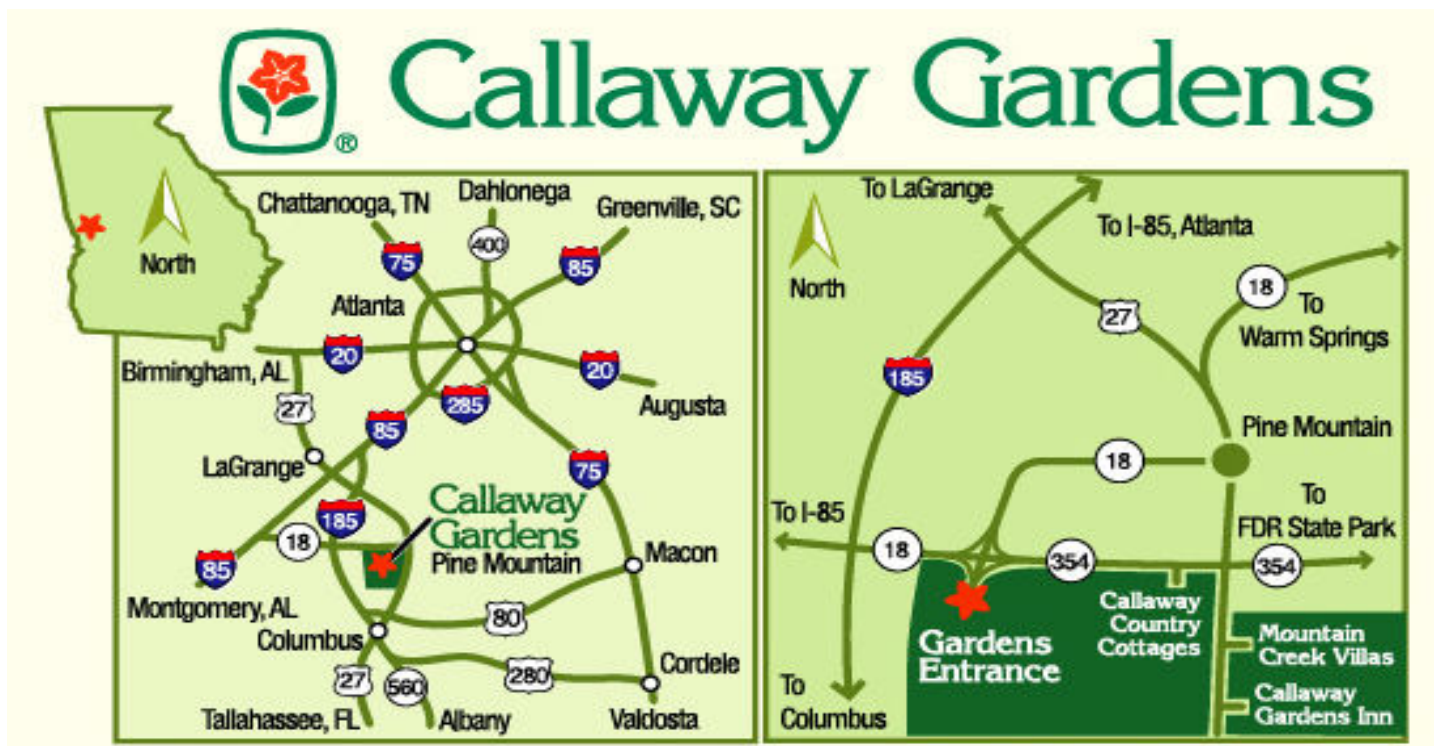 Callaway Gardens
®
North
Chattanooga, TN
Dahlonega
Greenville, SC
400
75
85
Atlanta
Birmingham, AL
20
20
27
285
Augusta
85
LaGrange
75
185
Callaway
Gardens
Pine Mountain
18
85
Macon
Montgomery, AL
80
Columbus
Cordele
27
560
280
Tallahassee, FL
Albany
Valdosta
To LaGrange
To I-85, Atlanta
North
18
To
Warm Springs
27
185
Pine Mountain
18
To I-85
To
FDR State Park
18
354
354
Callaway
Country
Cottages
Gardens
Entrance
Mountain
Creek Villas
To
Columbus
Callaway
Gardens Inn